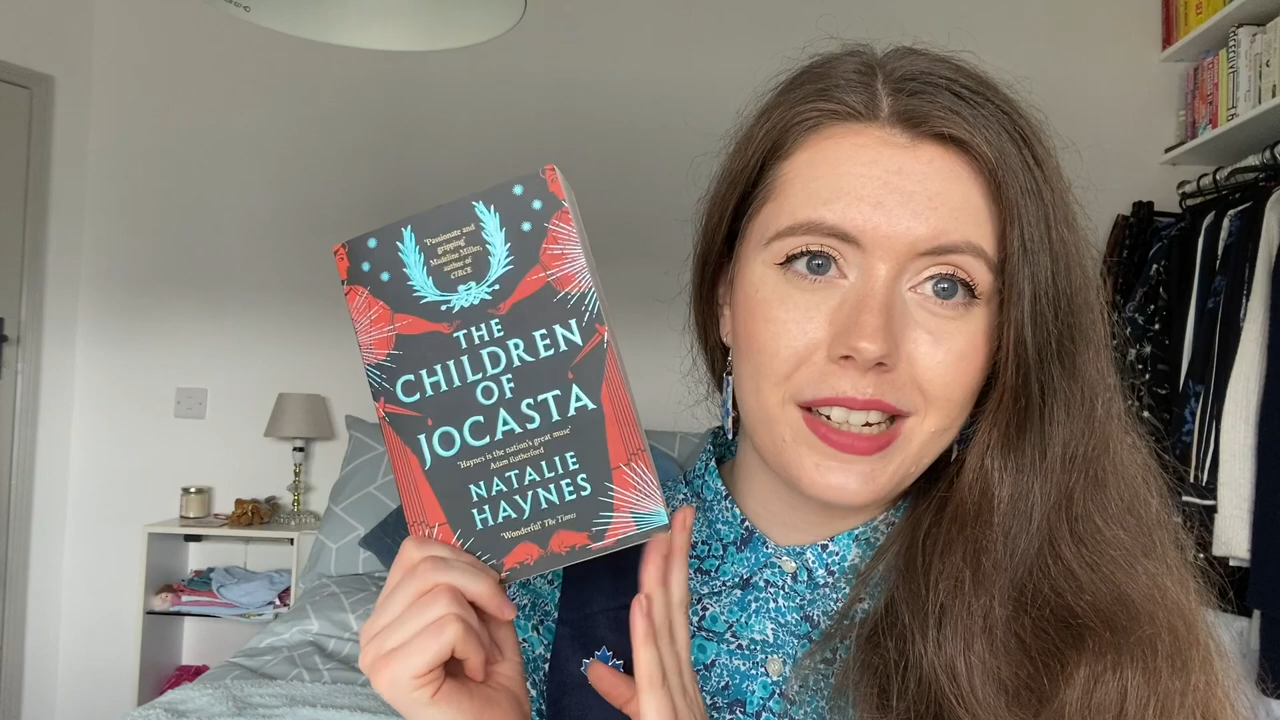 'Passionate and
gripping'
Madeline Miller,
author of
CIRCE
THE
CHILDREN
OF
JOCASTA
'Haynes is the nation's great muse'
Adam Rutherford
NATALIE
HAYNES
'Wonderful' The Times